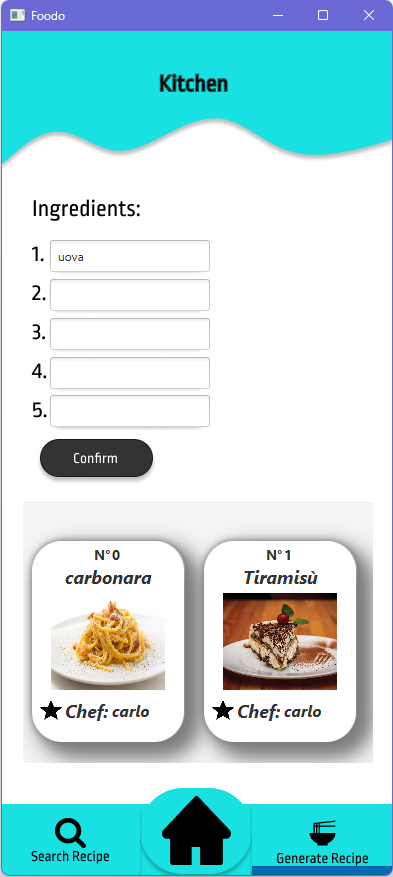 Foodo
Kitchen
Ingredients:
1. uova
2.
3.
4.
5.
Confirm
N° 0
carbonara
Chef: carlo
N° 1
Tiramisù
Chef: carlo
Search Recipe
Generate Recipe